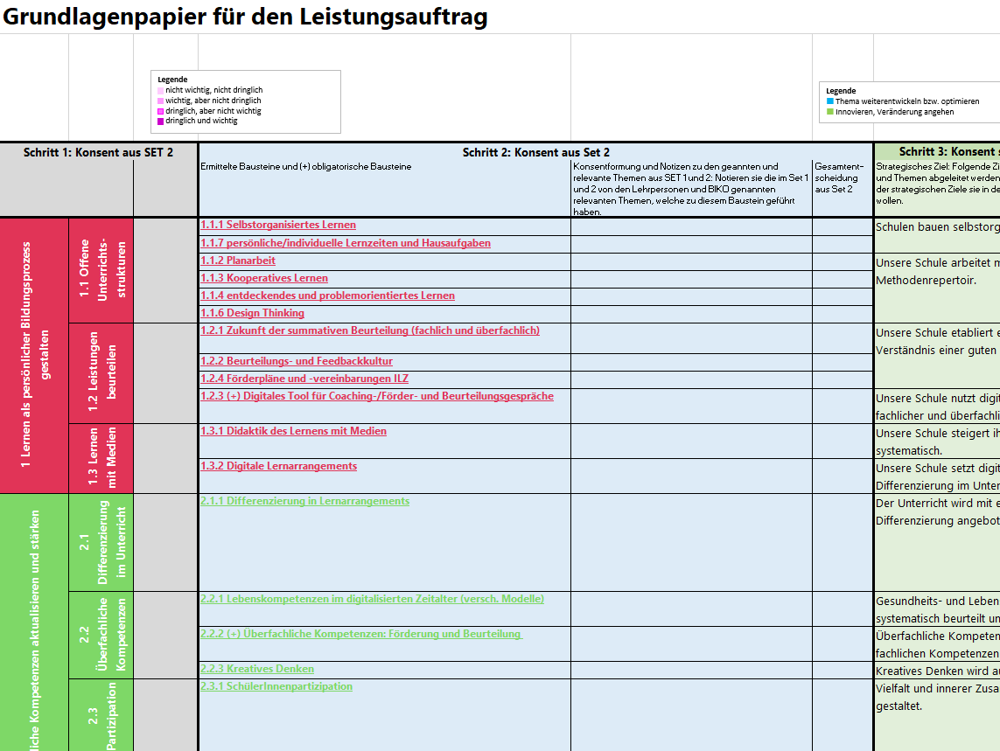 Grundlagenpapier für den Leistungsauftrag
Legende
nicht wichtig, nicht dringlich
wichtig, aber nicht dringlich
dringlich, aber nicht wichtig
dringlich und wichtig
Legende
Thema weiterentwickeln bzw. optimieren
Innovieren, Veränderung angehen
Schritt 1: Konsent aus SET 2
Schritt 2: Konsent aus Set 2
Schritt 3: Konsent
Ermittelte Bausteine und (+) obligatorische Bausteine
Konsentformung und Notizen zu den geannten und
relevante Themen aus SET 1 und 2: Notieren sie die im Set 1
und 2 von den Lehrpersonen und BIKO genannten
relevanten Themen, welche zu diesem Baustein geführt
haben.
Gesamtent-
scheidung
aus Set 2
Strategisches Ziel: Folgende Zi
und Themen abgeleitet werden
der strategischen Ziele sie in de
wollen.
1 Lernen als persönlicher Bildungsprozess
gestalten
1.1 Offene
Unterrichts-
strukturen
1.1.1 Selbstorganisiertes Lernen
Schulen bauen selbstorg
1.1.7 persönliche/individuelle Lernzeiten und Hausaufgaben
1.1.2 Planarbeit
Unsere Schule arbeitet m
Methodenrepertoir.
1.1.3 Kooperatives Lernen
1.1.4 entdeckendes und problemorientiertes Lernen
1.1.6 Design Thinking
1.2 Leistungen
beurteilen
1.2.1 Zukunft der summativen Beurteilung (fachlich und überfachlich)
Unsere Schule etabliert e
Verständnis einer guten
1.2.2 Beurteilungs- und Feedbackkultur
1.2.4 Förderpläne und -vereinbarungen ILZ
1.2.3 (+) Digitales Tool für Coaching-/Förder- und Beurteilungsgespräche
Unsere Schule nutzt digit
fachlicher und überfachli
1.3 Lernen
mit Medien
1.3.1 Didaktik des Lernens mit Medien
Unsere Schule steigert ih
systematisch.
1.3.2 Digitale Lernarrangements
Unsere Schule setzt digit
Differenzierung im Unter
liche Kompetenzen aktualisieren und stärken
2.1
Differenzierung
im Unterricht
2.1.1 Differenzierung in Lernarrangements
Der Unterricht wird mit e
Differenzierung angebot
2.2
Überfachliche
Kompetenzen
2.2.1 Lebenskompetenzen im digitalisierten Zeitalter (versch. Modelle)
Gesundheits- und Leben
systematisch beurteilt un
2.2.2 (+) Überfachliche Kompetenzen: Förderung und Beurteilung
Überfachliche Kompeten
fachlichen Kompetenzen
2.2.3 Kreatives Denken
Kreatives Denken wird au
2.3
Partizipation
2.3.1 SchülerInnenpartizipation
Vielfalt und innerer Zusa
gestaltet.